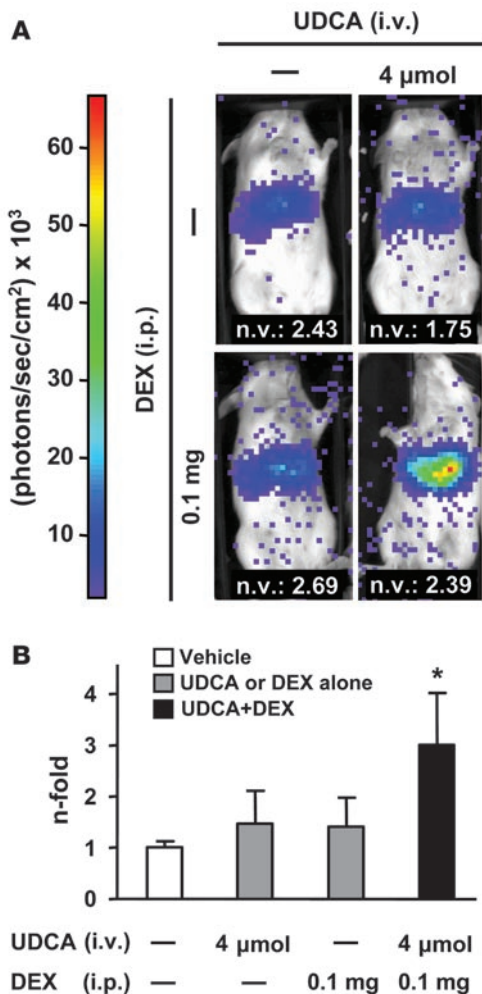 A
UDCA (i.v.)
— 4 µmol
(photons/sec/cm²) x 10³
60
50
40
30
20
10
DEX (i.p.)
—
0.1 mg
n.v.: 2.43
n.v.: 1.75
n.v.: 2.69
n.v.: 2.39
B
Vehicle
UDCA or DEX alone
UDCA+DEX
*
n-fold
4
3
2
1
0
UDCA (i.v.) — 4 µmol — 4 µmol
DEX (i.p.) — — 0.1 mg 0.1 mg